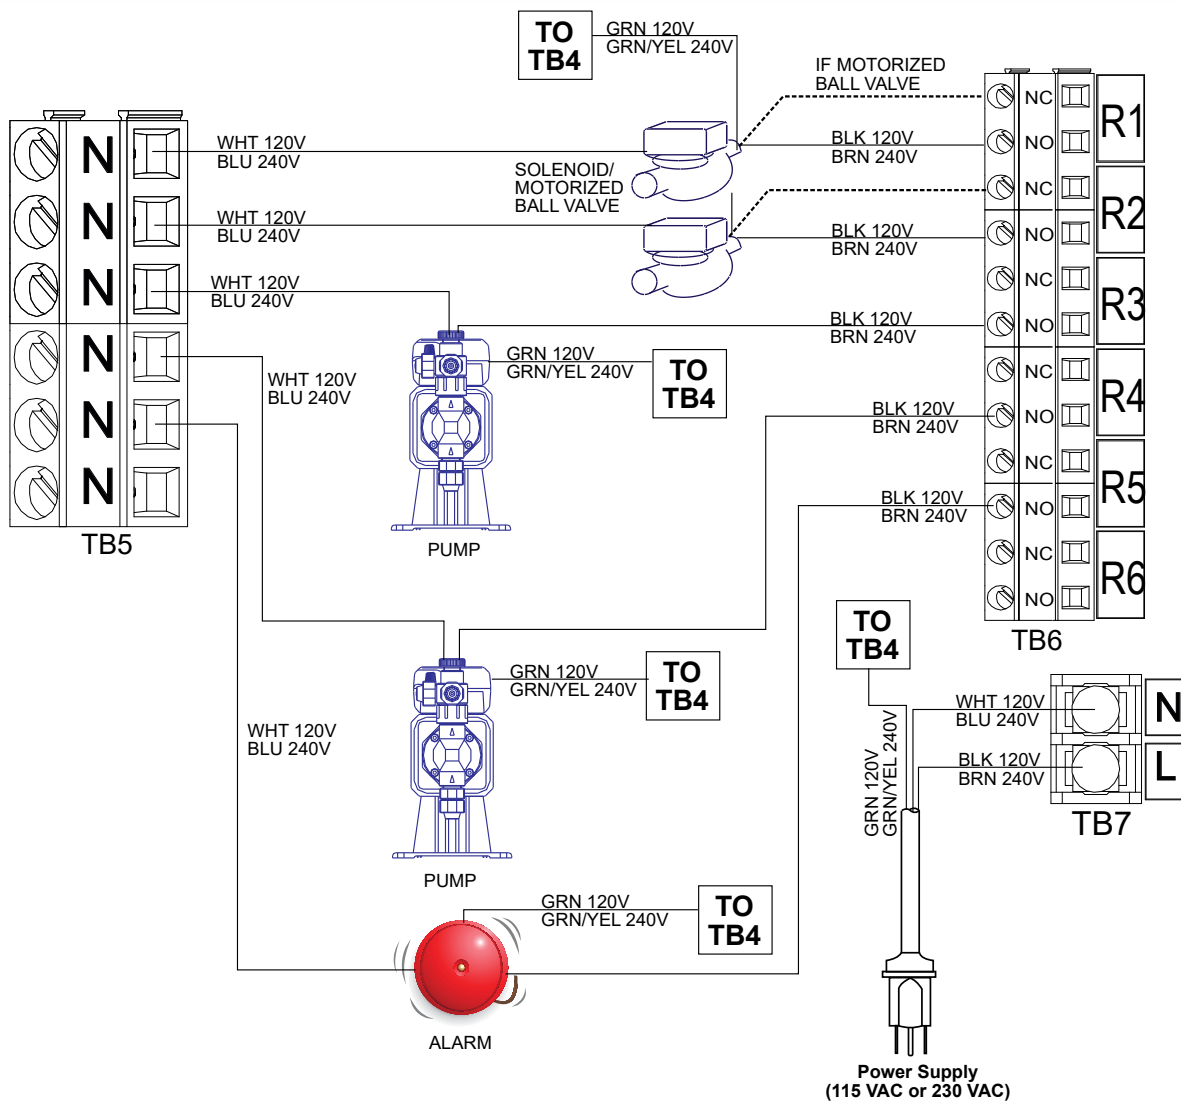 TO
TB4
GRN 120V
GRN/YEL 240V
IF MOTORIZED
BALL VALVE
N
WHT 120V
BLU 240V
N
WHT 120V
BLU 240V
N
WHT 120V
BLU 240V
N
WHT 120V
BLU 240V
N
N
TB5
SOLENOID/
MOTORIZED
BALL VALVE
BLK 120V
BRN 240V
BLK 120V
BRN 240V
BLK 120V
BRN 240V
BLK 120V
BRN 240V
BLK 120V
BRN 240V
NC
NO
R1
NC
NO
R2
NC
NO
R3
NC
NO
R4
NC
NO
R5
NC
NO
R6
TB6
GRN 120V
GRN/YEL 240V
TO
TB4
PUMP
GRN 120V
GRN/YEL 240V
TO
TB4
PUMP
WHT 120V
BLU 240V
GRN 120V
GRN/YEL 240V
TO
TB4
ALARM
TO
TB4
GRN 120V
GRN/YEL 240V
WHT 120V
BLU 240V
N
BLK 120V
BRN 240V
L
TB7
Power Supply
(115 VAC or 230 VAC)